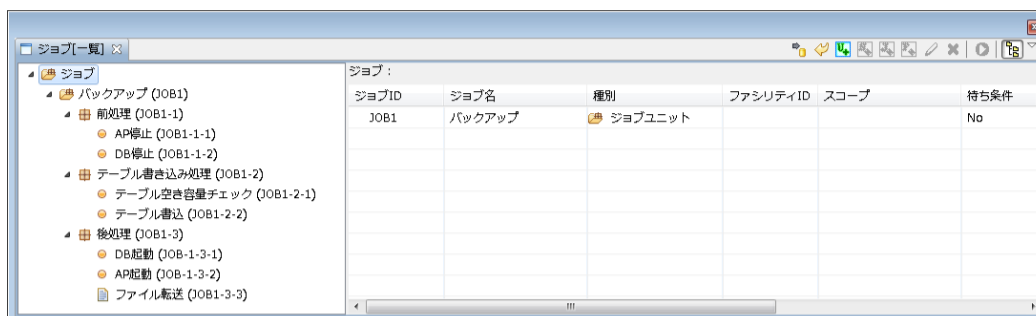 ジョブ[一覧]
ジョブ
バックアップ (JOB1)
前処理 (JOB1-1)
AP停止 (JOB1-1-1)
DB停止 (JOB1-1-2)
テーブル書き込み処理 (JOB1-2)
テーブル空き容量チェック (JOB1-2-1)
テーブル書込 (JOB1-2-2)
後処理 (JOB1-3)
DB起動 (JOB-1-3-1)
AP起動 (JOB-1-3-2)
ファイル転送 (JOB1-3-3)
ジョブ :
ジョブID ジョブ名 種別 ファシリティID スコープ 待ち条件
JOB1 バックアップ ジョブユニット No